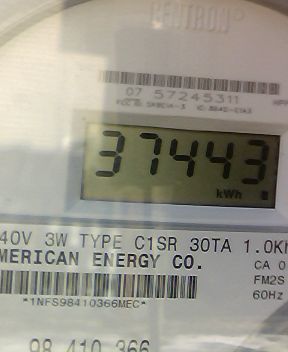 CENTRON
07 57245311
37443
kWh
40V 3W TYPE C1SR 30TA 1.0Kh
MERICAN ENERGY CO.
CA 0
FM2S
60Hz
*1NFS98410366MEC*
98 410 366